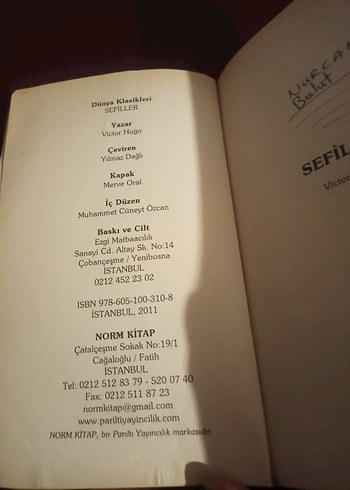 Dünya Klasikleri
SEFİLLER
Yazar
Victor Hugo
Çeviren
Yılmaz Dağlı
Kapak
Merve Oral
İç Düzen
Muhammet Cüneyt Özcan
Baskı ve Cilt
Ezgi Matbaacılık
Sanayi Cd. Altay Sk. No:14
Çobançeşme / Yenibosna
İSTANBUL
0212 452 23 02
ISBN 978-605-100-310-8
İSTANBUL, 2011
NORM KİTAP
Çatalçeşme Sokak No:19/1
Cağaloğlu / Fatih
İSTANBUL
Tel: 0212 512 83 79 - 520 07 40
Fax: 0212 511 87 23
normkitap@gmail.com
www.pariltiyayincilik.com
NORM KİTAP, bir Parıltı Yayıncılık markasıdır.
NURCA
Bulut
SEFİL
Victor